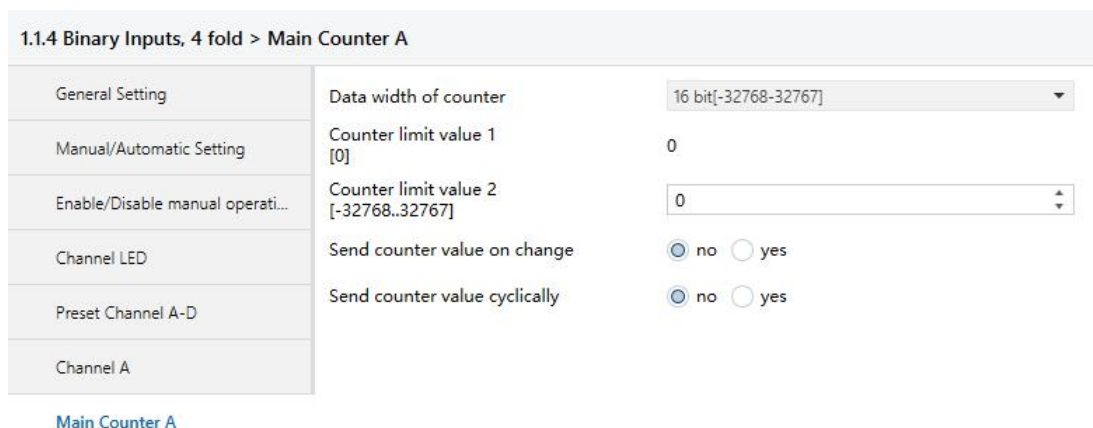 1.1.4 Binary Inputs, 4 fold > Main Counter A
General Setting
Manual/Automatic Setting
Enable/Disable manual operati...
Channel LED
Preset Channel A-D
Channel A
Main Counter A
Data width of counter
16 bit[-32768-32767]
Counter limit value 1
[0]
0
Counter limit value 2
[-32768..32767]
0
Send counter value on change
no yes
Send counter value cyclically
no yes